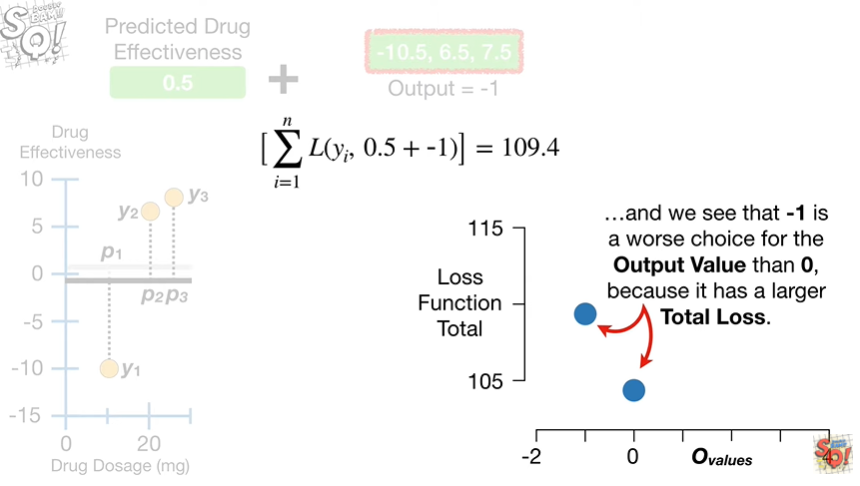 Predicted Drug
Effectiveness
0.5
+
-10.5, 6.5, 7.5
Output = -1
[∑ⁿᵢ₌₁ L(yᵢ, 0.5 + -1)] = 109.4
Drug
Effectiveness
10
5
0
-5
-10
-15
y₁
y₂
y₃
p₁
p₂
p₃
0
20
Drug Dosage (mg)
…and we see that -1 is
a worse choice for the
Output Value than 0,
because it has a larger
Total Loss.
115
Loss
Function
Total
105
-2
0
Ovalues
4
SQ!